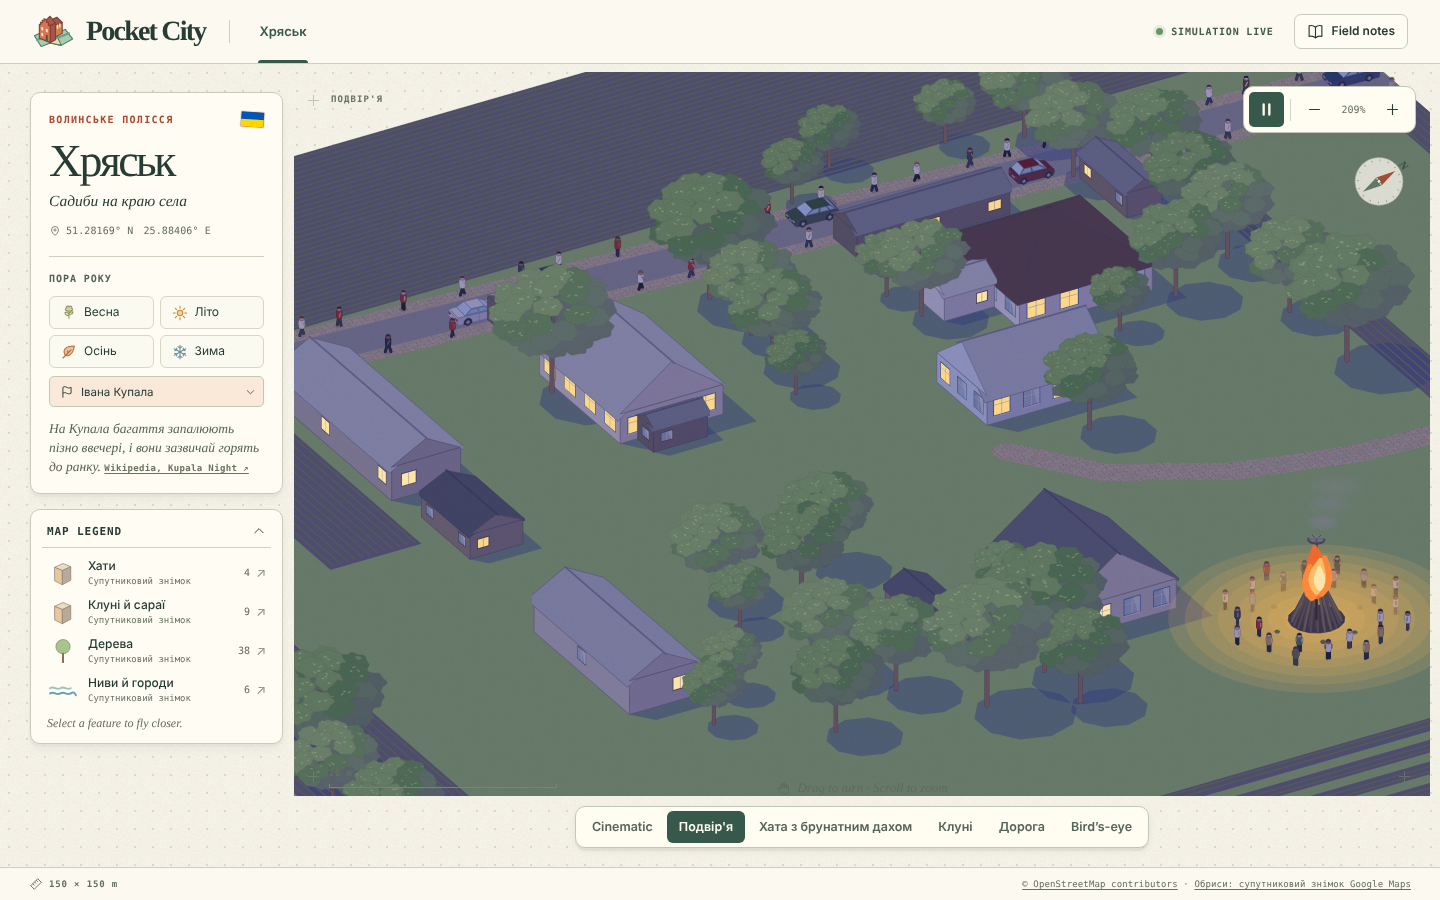 Pocket City
Хряськ
SIMULATION LIVE
Field notes
ВОЛИНСЬКЕ ПОЛІССЯ
Хряськ
Садиби на краю села
51.28169° N 25.88406° E
ПОРА РОКУ
Весна
Літо
Осінь
Зима
Івана Купала
На Купала багаття запалюють
пізно ввечері, і вони зазвичай горять
до ранку. Wikipedia, Kupala Night ↗
MAP LEGEND
Хати
Супутниковий знімок
4 ↗
Клуні й сараї
Супутниковий знімок
9 ↗
Дерева
Супутниковий знімок
38 ↗
Ниви й городи
Супутниковий знімок
6 ↗
Select a feature to fly closer.
ПОДВІР'Я
209%
N
Drag to turn · Scroll to zoom
Cinematic
Подвір'я
Хата з брунатним дахом
Клуні
Дорога
Bird's-eye
150 × 150 m
© OpenStreetMap contributors · Обриси: супутниковий знімок Google Maps